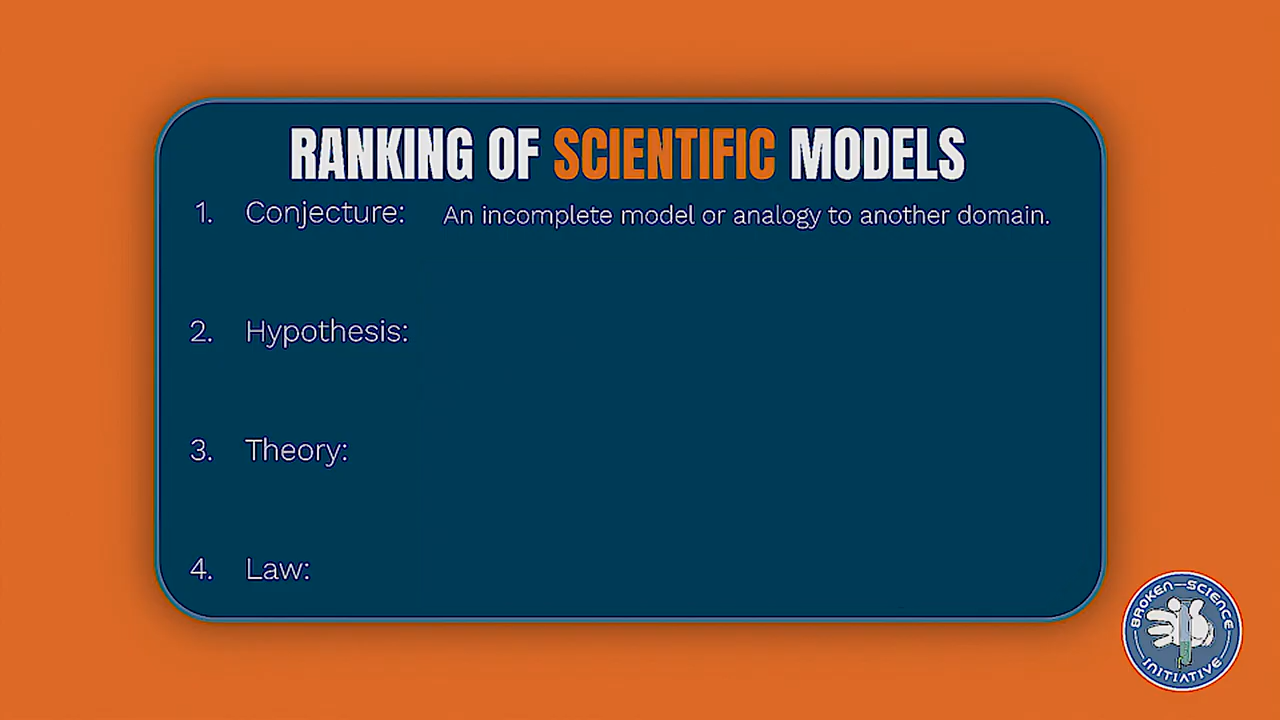 RANKING OF SCIENTIFIC MODELS
1. Conjecture: An incomplete model or analogy to another domain.
2. Hypothesis:
3. Theory:
4. Law:
BROKEN-SCIENCE
INITIATIVE